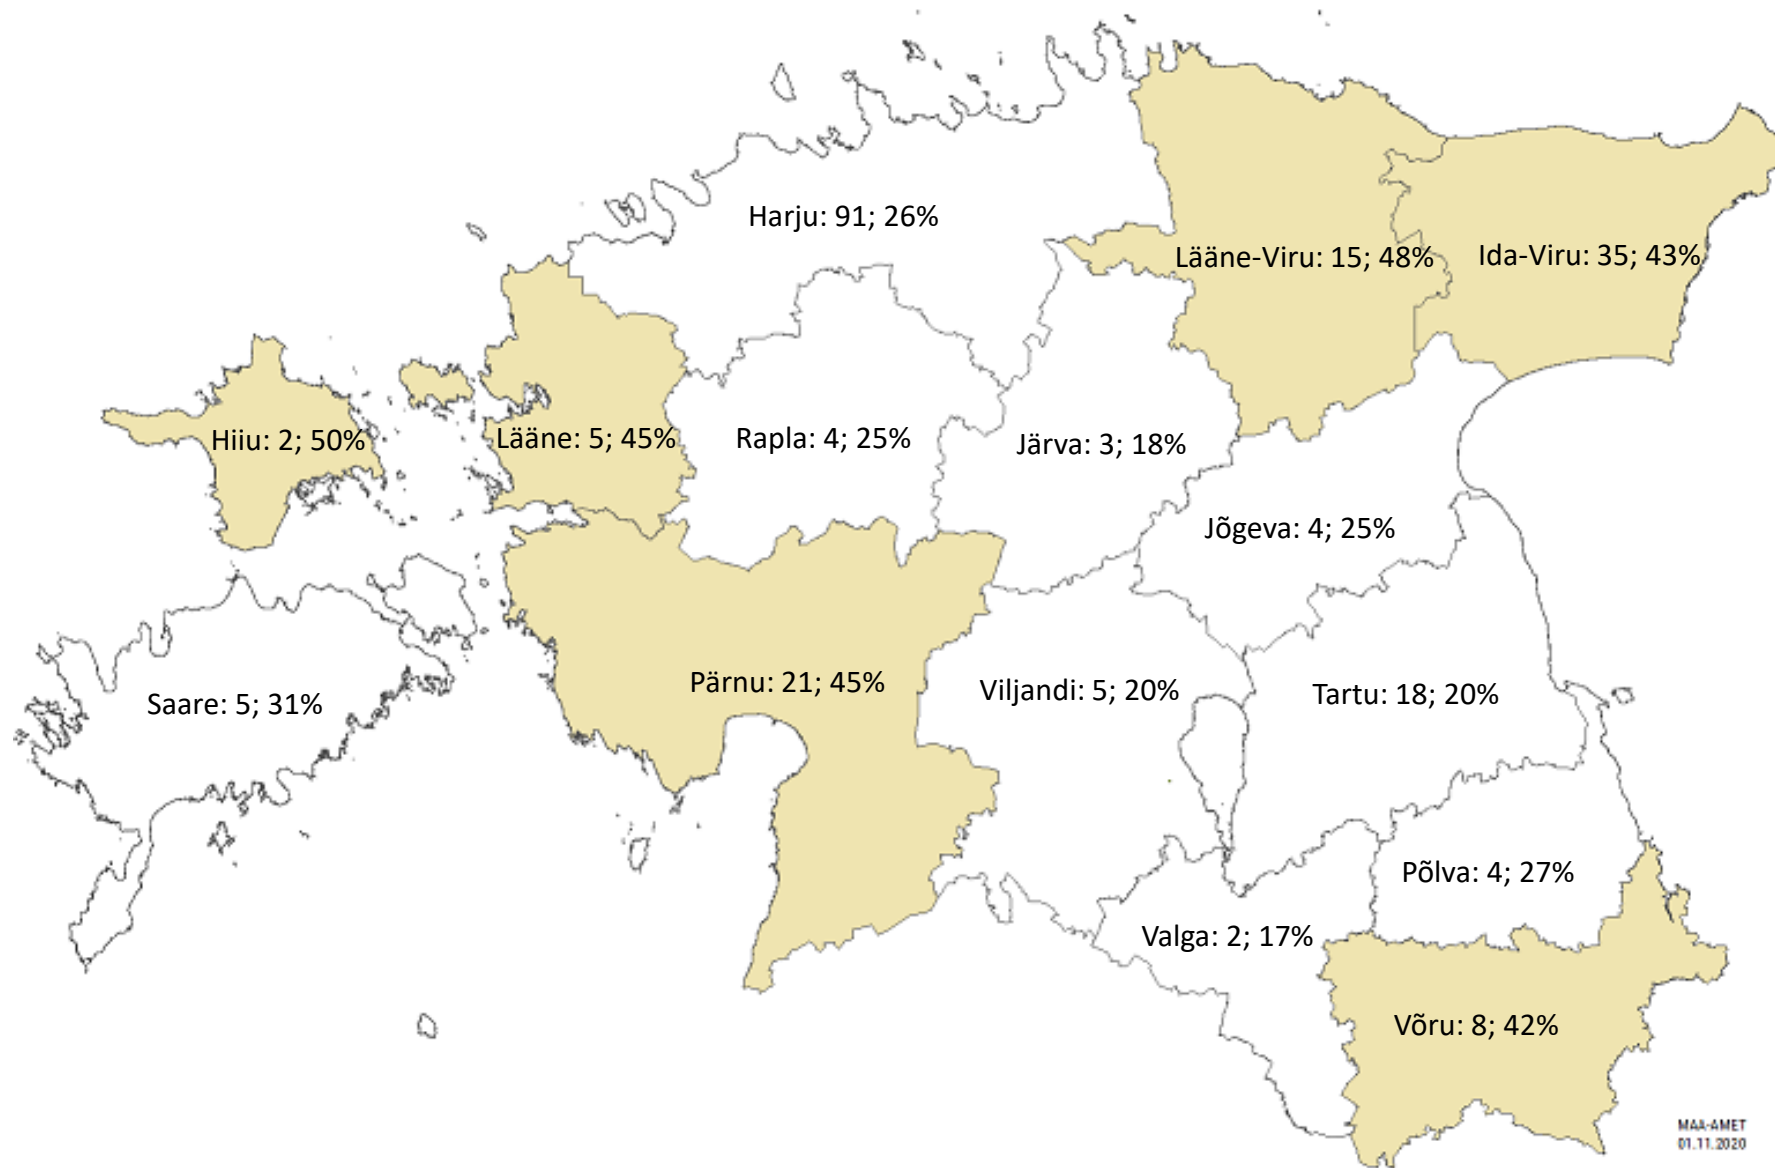 Harju: 91; 26%
Lääne-Viru: 15; 48%
Ida-Viru: 35; 43%
Hiiu: 2; 50%
Lääne: 5; 45%
Rapla: 4; 25%
Järva: 3; 18%
Jõgeva: 4; 25%
Saare: 5; 31%
Pärnu: 21; 45%
Viljandi: 5; 20%
Tartu: 18; 20%
Põlva: 4; 27%
Valga: 2; 17%
Võru: 8; 42%
MAA-AMET
01.11.2020